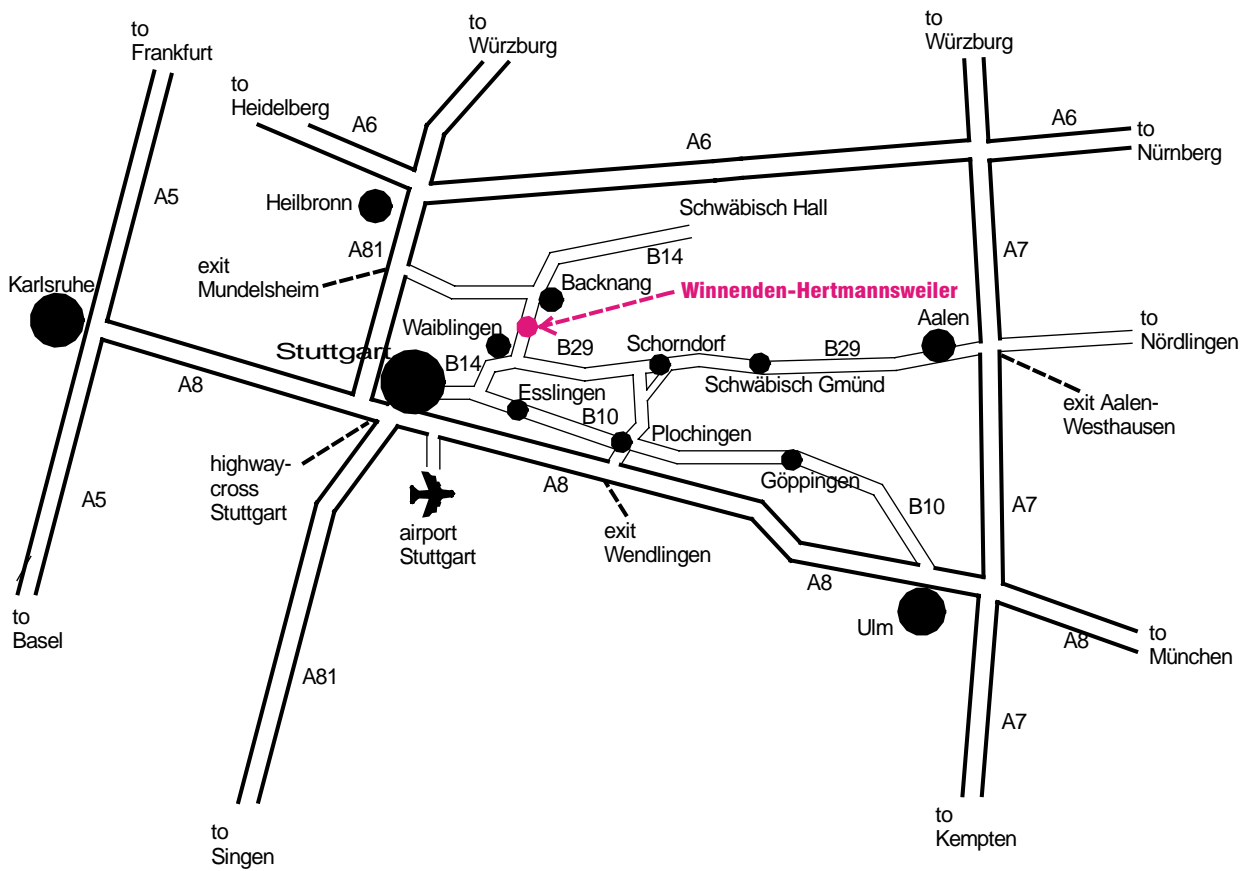 to
Frankfurt
to
Würzburg
to
Würzburg
to
Heidelberg
A6
A6
A6
to
Nürnberg
A5
Heilbronn
Schwäbisch Hall
A81
B14
A7
exit
Mundelsheim
Karlsruhe
Backnang
Winnenden-Hertmannsweiler
Waiblingen
Aalen
to
Nördlingen
Stuttgart
B29
Schorndorf
B29
B14
A8
Schwäbisch Gmünd
Esslingen
exit Aalen-
Westhausen
B10
Plochingen
highway-
cross
Stuttgart
A8
Göppingen
A5
B10
A7
airport
Stuttgart
exit
Wendlingen
A8
to
Basel
Ulm
A8
to
München
A81
A7
to
Singen
to
Kempten